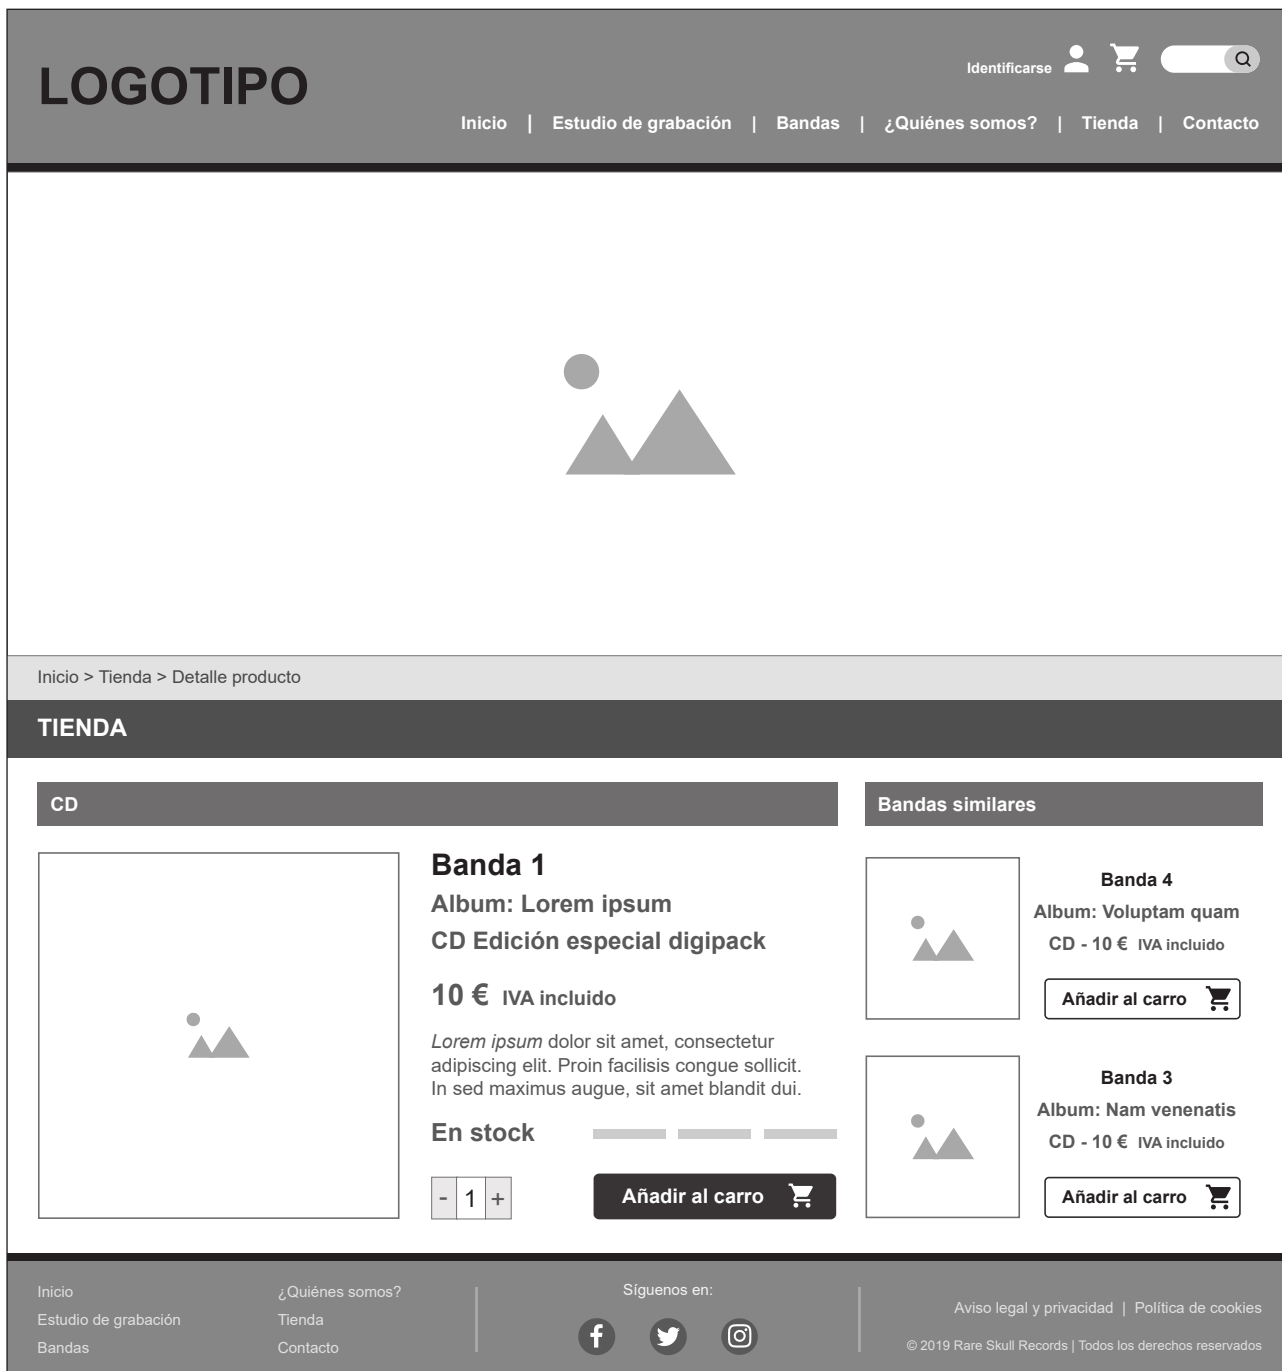 LOGOTIPO
Identificarse
Inicio | Estudio de grabación | Bandas | ¿Quiénes somos? | Tienda | Contacto
Inicio > Tienda > Detalle producto
TIENDA
CD
Banda 1
Album: Lorem ipsum
CD Edición especial digipack
10 € IVA incluido
Lorem ipsum dolor sit amet, consectetur
adipiscing elit. Proin facilisis congue sollicit.
In sed maximus augue, sit amet blandit dui.
En stock
- 1 +
Añadir al carro
Bandas similares
Banda 4
Album: Voluptam quam
CD - 10 € IVA incluido
Añadir al carro
Banda 3
Album: Nam venenatis
CD - 10 € IVA incluido
Añadir al carro
Inicio
Estudio de grabación
Bandas
¿Quiénes somos?
Tienda
Contacto
Síguenos en:
Aviso legal y privacidad | Política de cookies
© 2019 Rare Skull Records | Todos los derechos reservados